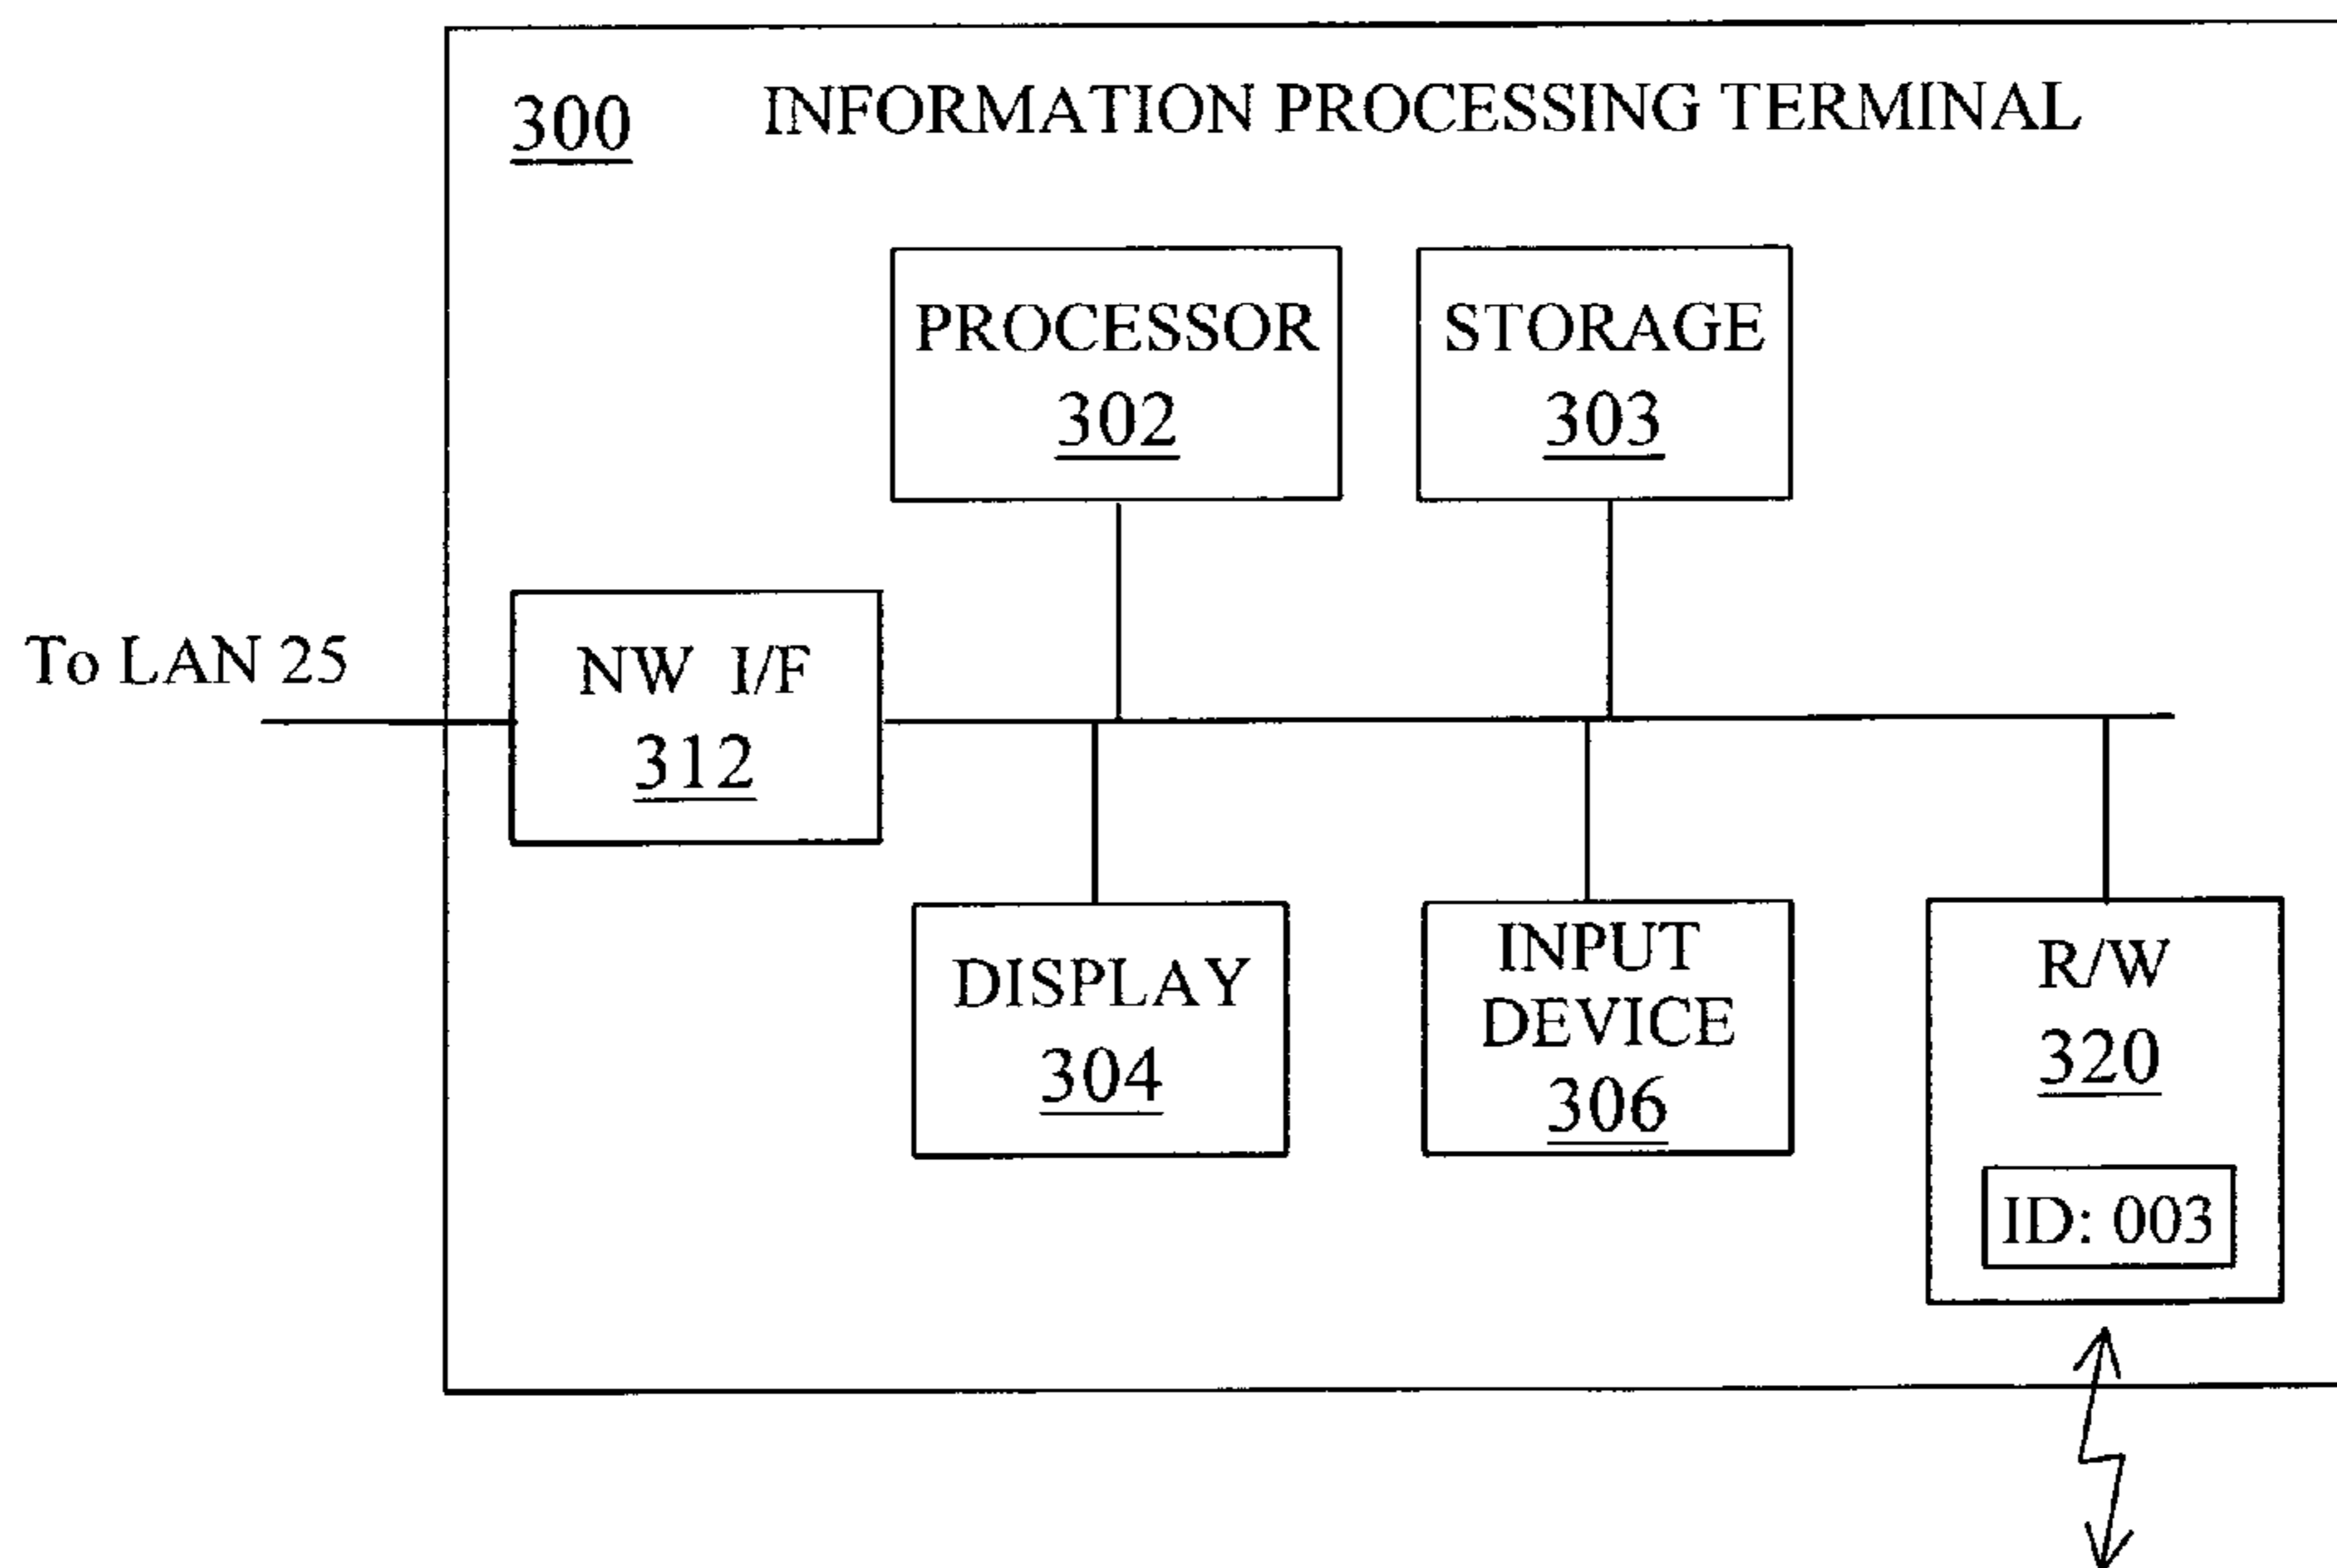 300 INFORMATION PROCESSING TERMINAL
PROCESSOR
302
STORAGE
303
To LAN 25
NW I/F
312
DISPLAY
304
INPUT
DEVICE
306
R/W
320
ID: 003